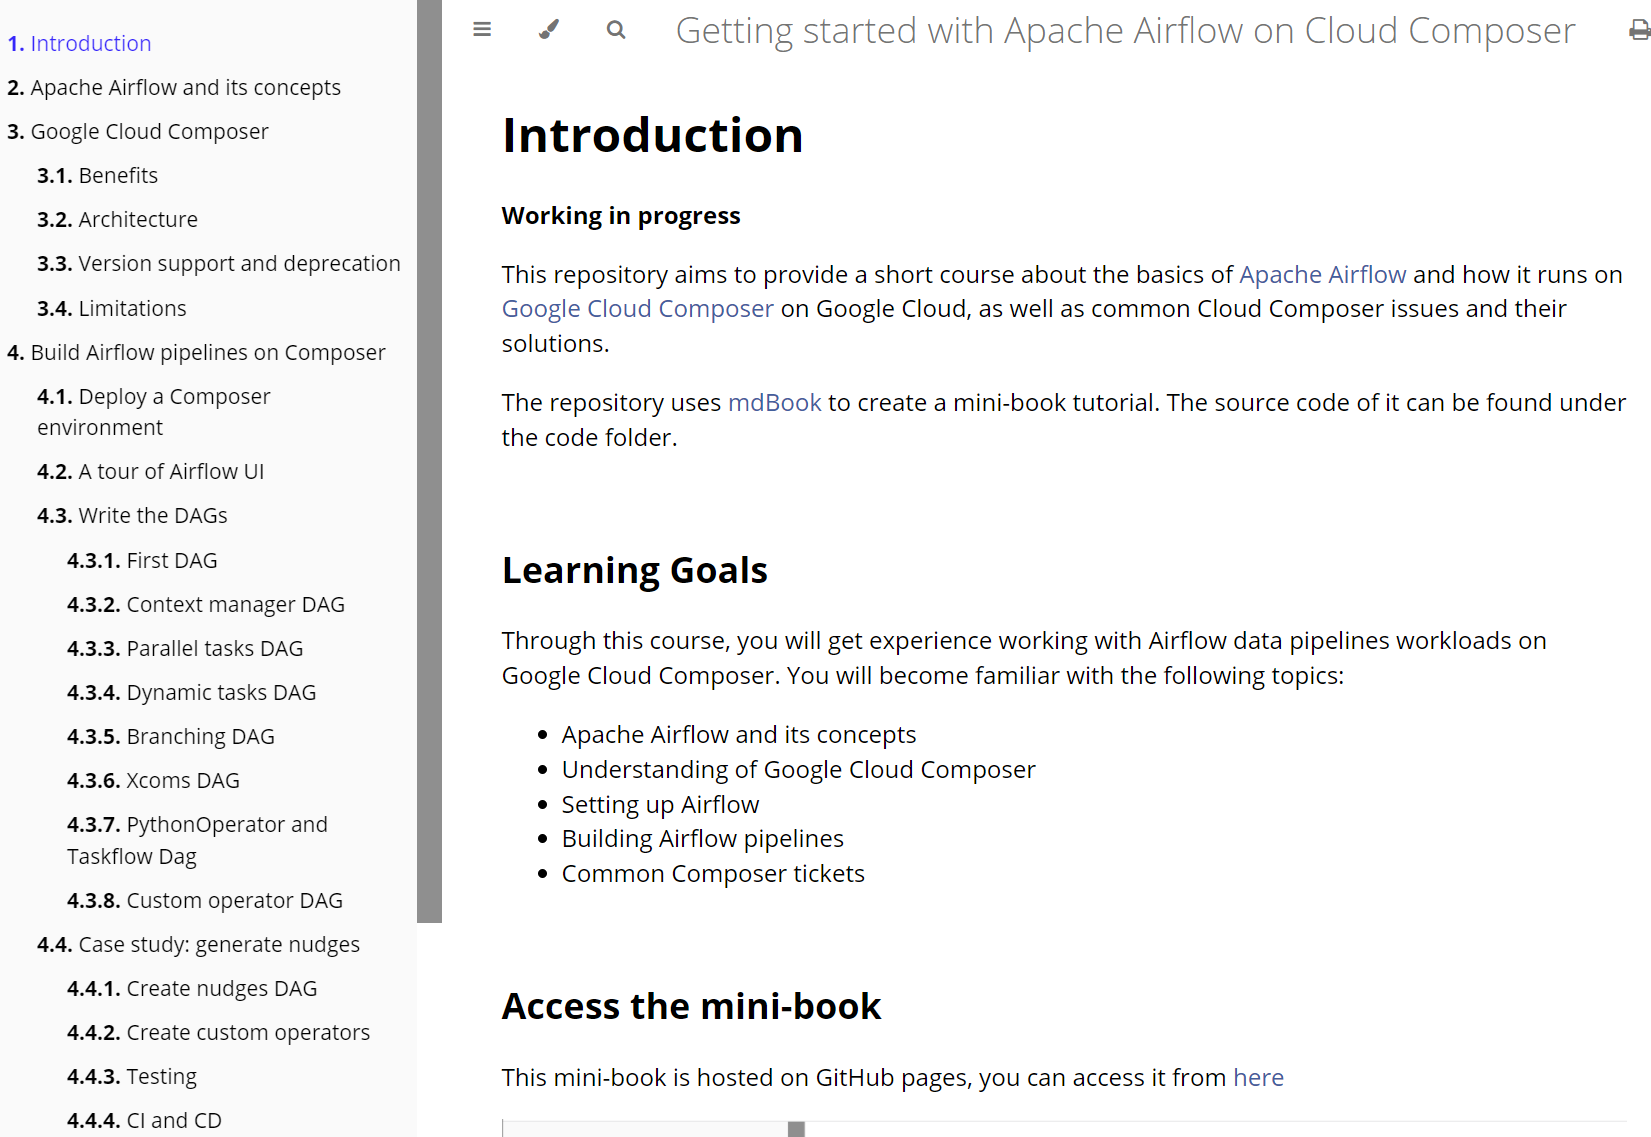 1. Introduction
2. Apache Airflow and its concepts
3. Google Cloud Composer
3.1. Benefits
3.2. Architecture
3.3. Version support and deprecation
3.4. Limitations
4. Build Airflow pipelines on Composer
4.1. Deploy a Composer
environment
4.2. A tour of Airflow UI
4.3. Write the DAGs
4.3.1. First DAG
4.3.2. Context manager DAG
4.3.3. Parallel tasks DAG
4.3.4. Dynamic tasks DAG
4.3.5. Branching DAG
4.3.6. Xcoms DAG
4.3.7. PythonOperator and
Taskflow Dag
4.3.8. Custom operator DAG
4.4. Case study: generate nudges
4.4.1. Create nudges DAG
4.4.2. Create custom operators
4.4.3. Testing
4.4.4. CI and CD
Getting started with Apache Airflow on Cloud Composer
Introduction
Working in progress
This repository aims to provide a short course about the basics of Apache Airflow and how it runs on
Google Cloud Composer on Google Cloud, as well as common Cloud Composer issues and their
solutions.
The repository uses mdBook to create a mini-book tutorial. The source code of it can be found under
the code folder.
Learning Goals
Through this course, you will get experience working with Airflow data pipelines workloads on
Google Cloud Composer. You will become familiar with the following topics:
• Apache Airflow and its concepts
• Understanding of Google Cloud Composer
• Setting up Airflow
• Building Airflow pipelines
• Common Composer tickets
Access the mini-book
This mini-book is hosted on GitHub pages, you can access it from here